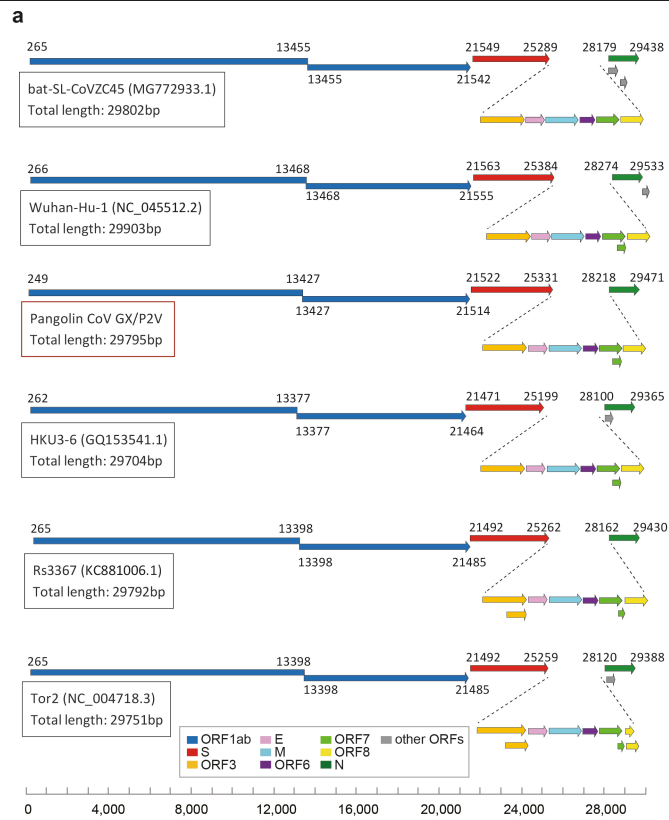 a
265 13455 21549 25289 28179 29438
13455 21542
bat-SL-CoVZC45 (MG772933.1)
Total length: 29802bp
266 13468 21563 25384 28274 29533
13468 21555
Wuhan-Hu-1 (NC_045512.2)
Total length: 29903bp
249 13427 21522 25331 28218 29471
13427 21514
Pangolin CoV GX/P2V
Total length: 29795bp
262 13377 21471 25199 28100 29365
13377 21464
HKU3-6 (GQ153541.1)
Total length: 29704bp
265 13398 21492 25262 28162 29430
13398 21485
Rs3367 (KC881006.1)
Total length: 29792bp
265 13398 21492 25259 28120 29388
13398 21485
Tor2 (NC_004718.3)
Total length: 29751bp
ORF1ab E ORF7 other ORFs
S M ORF8
ORF3 ORF6 N
0 4,000 8,000 12,000 16,000 20,000 24,000 28,000